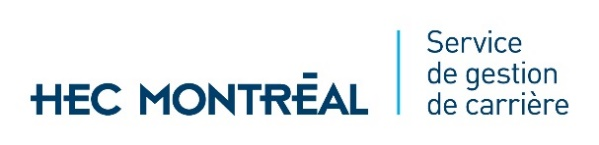 HEC MONTRÉAL
Service
de gestion
de carrière